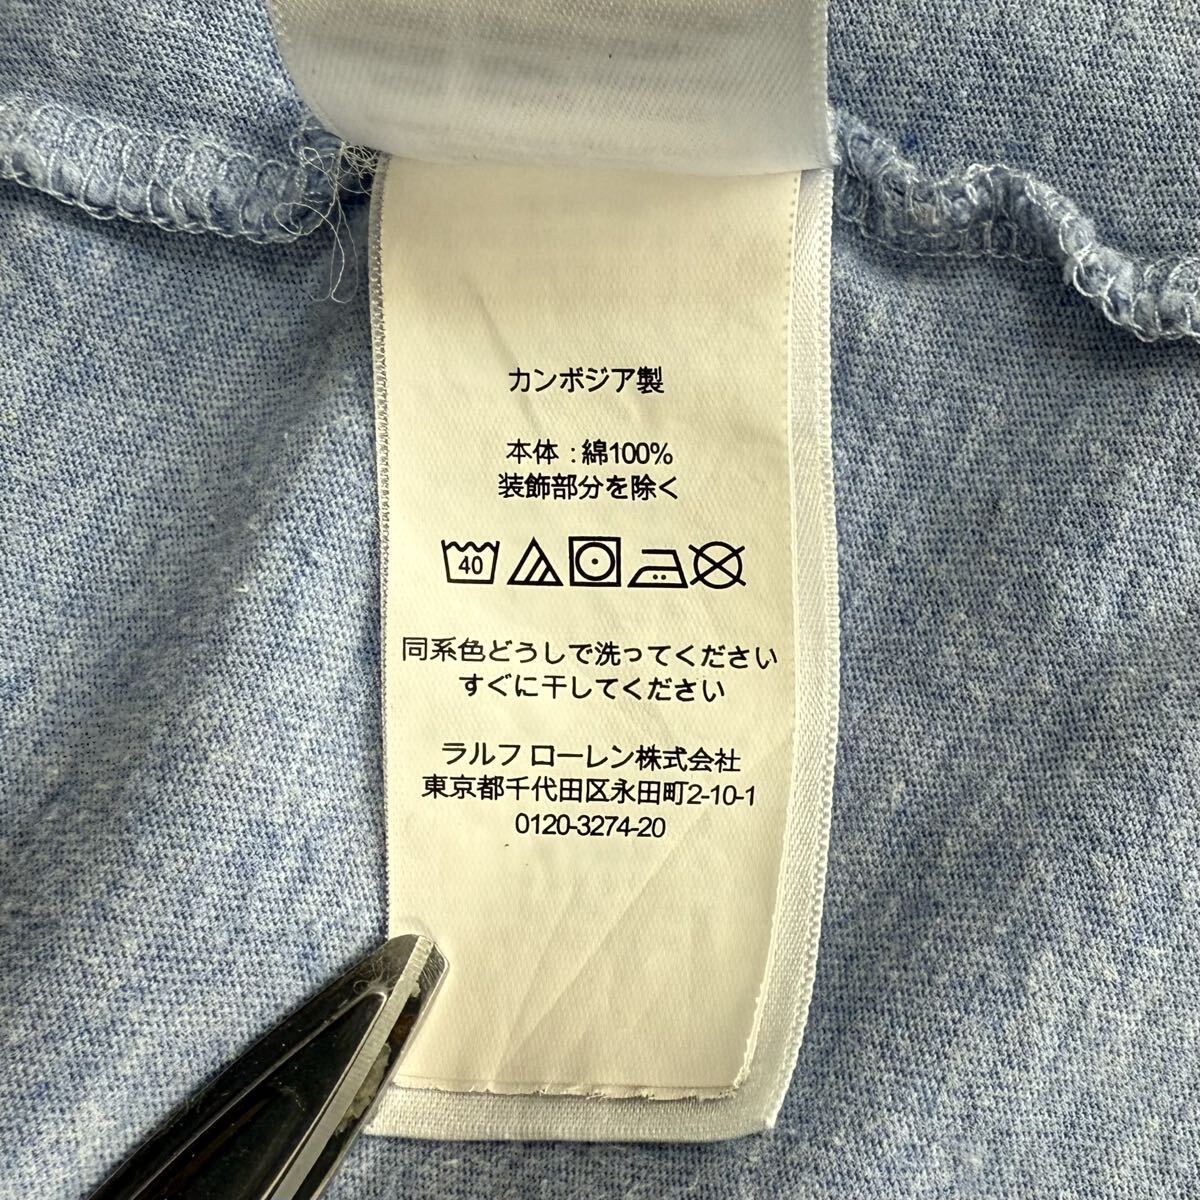 カンボジア製
本体 : 綿100%
装飾部分を除く
40
同系色どうしで洗ってください
すぐに干してください
ラルフ ローレン株式会社
東京都千代田区永田町2-10-1
0120-3274-20